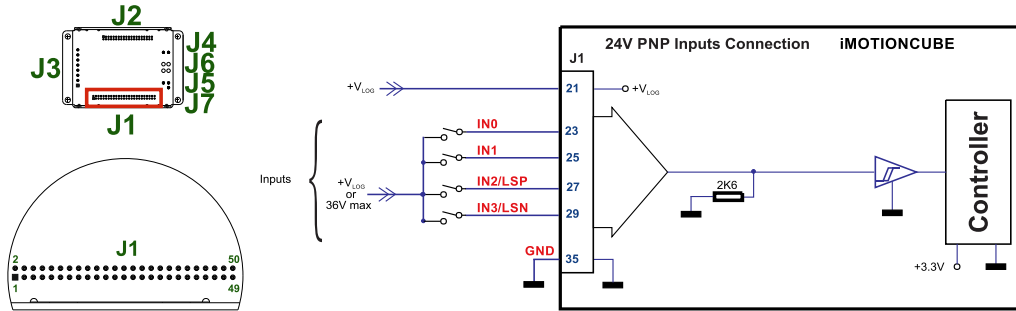 J2
J4
J6
J5
J7
J3
J1
J1
2
50
1
49
24V PNP Inputs Connection
iMOTIONCUBE
J1
+VLOG
21
+VLOG
Inputs
+VLOG
or
36V max
IN0
23
IN1
25
IN2/LSP
27
IN3/LSN
29
GND
35
2K6
Controller
+3.3V